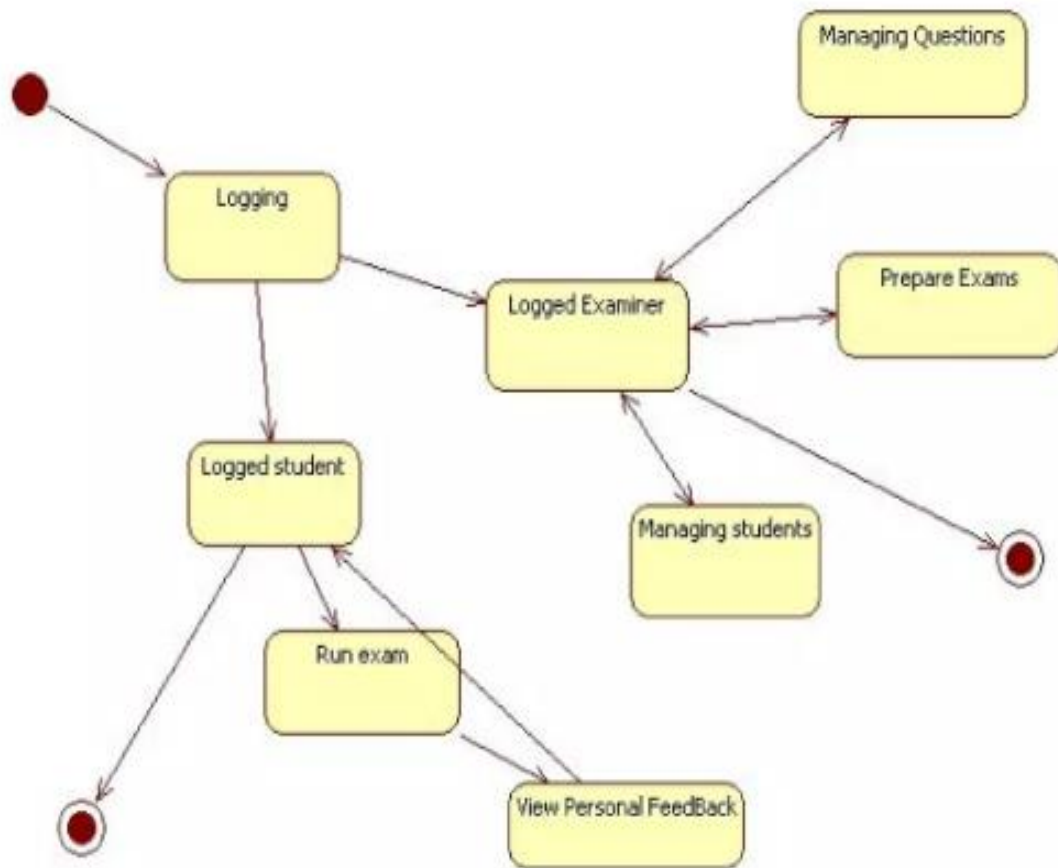 Managing Questions
Logging
Prepare Exams
Logged Examiner
Logged student
Managing students
Run exam
View Personal FeedBack